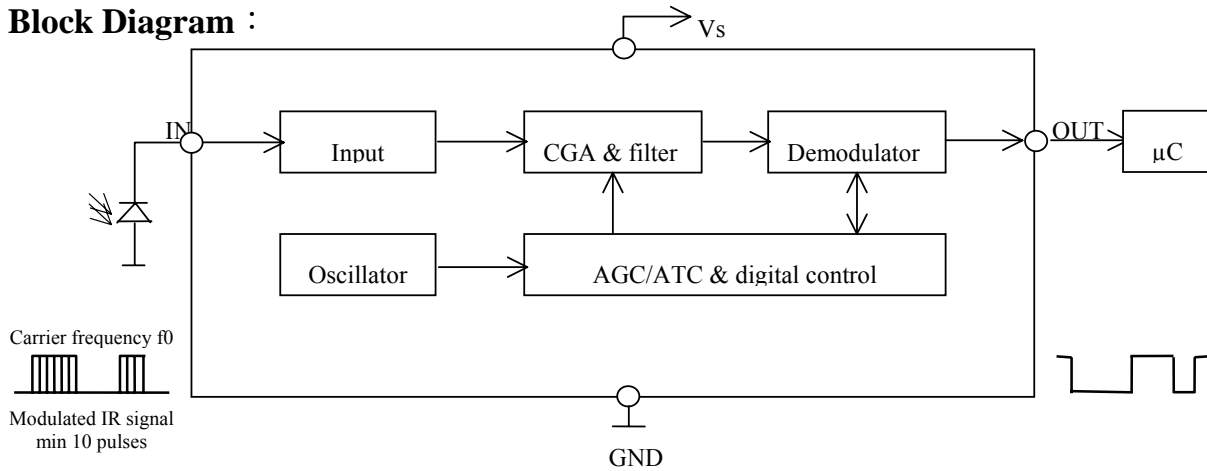 Block Diagram：
Vs
IN
Input
CGA & filter
Demodulator
OUT
µC
Oscillator
AGC/ATC & digital control
Carrier frequency f0
Modulated IR signal
min 10 pulses
GND